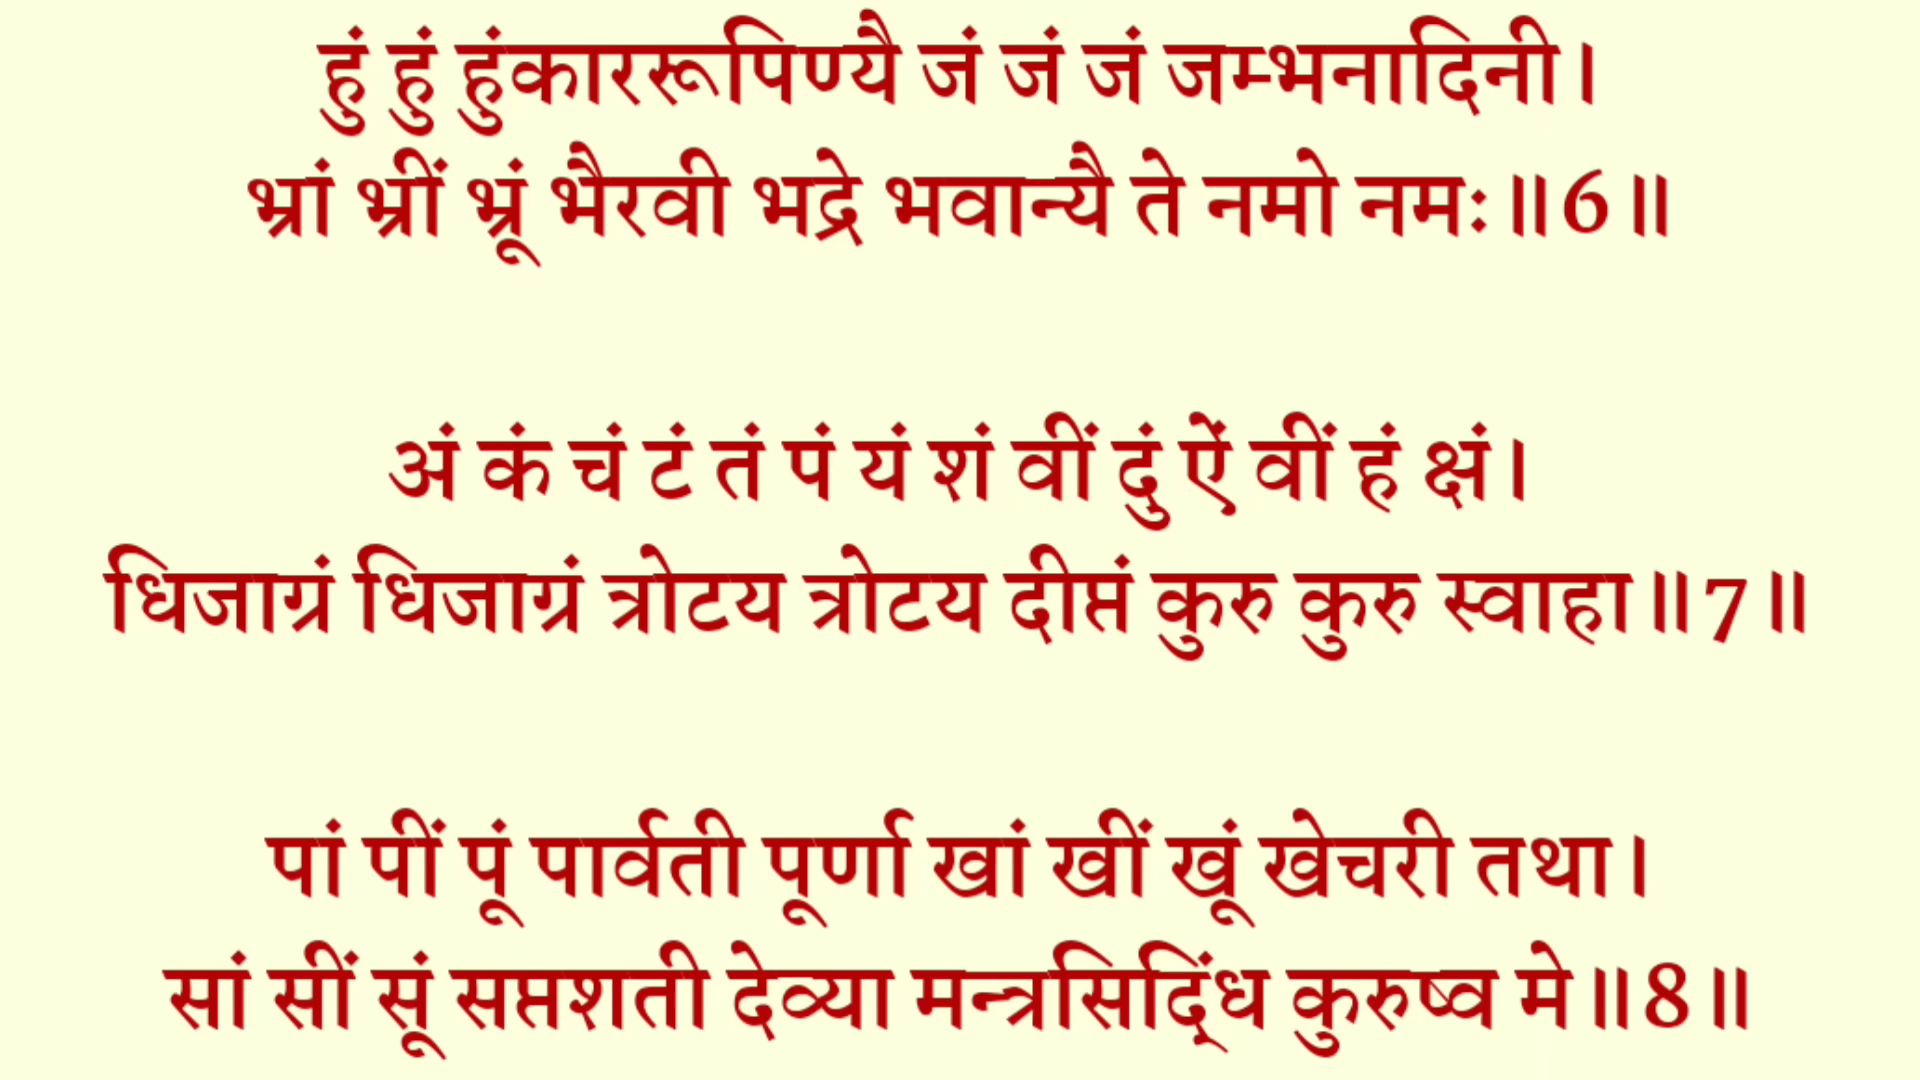 हुं हुं हुंकाररूपिण्यै जं जं जं जम्भनादिनी।
भ्रां भ्रीं भ्रूं भैरवी भद्रे भवान्यै ते नमो नमः॥6॥
अं कं चं टं तं पं यं शं वीं दुं ऐं वीं हं क्षं।
धिजाग्रं धिजाग्रं त्रोटय त्रोटय दीप्तं कुरु कुरु स्वाहा॥7॥
पां पीं पूं पार्वती पूर्णा खां खीं खूं खेचरी तथा।
सां सीं सूं सप्तशती देव्या मन्त्रसिद्िंध कुरुष्व मे॥8॥